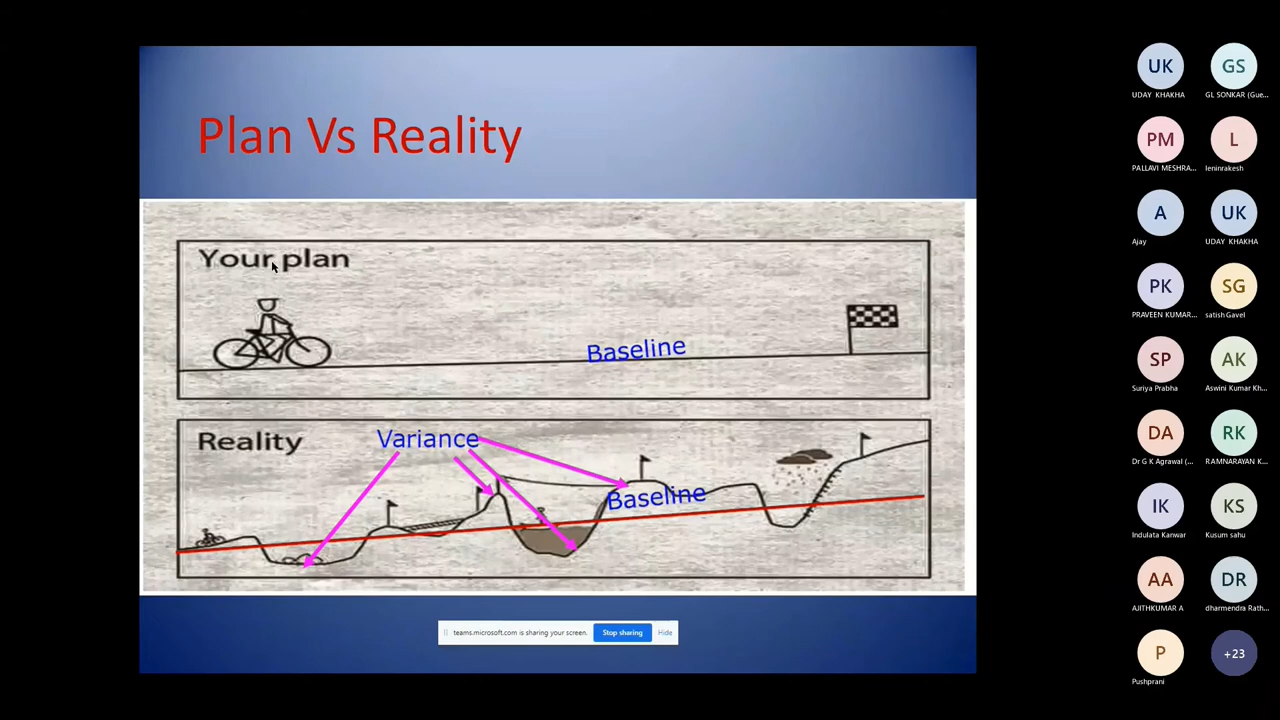 Plan Vs Reality
Your plan
Baseline
Reality
Variance
Baseline
teams.microsoft.com is sharing your screen.
Stop sharing
Hide
UK
GS
UDAY KHAKHA
GL SONKAR (Gue...
PM
L
PALLAVI MESHRA...
leninrakesh
A
UK
Ajay
UDAY KHAKHA
PK
SG
PRAVEEN KUMAR...
satish Gavel
SP
AK
Suriya Prabha
Aswini Kumar Kh...
DA
RK
Dr G K Agrawal (...
RAMNARAYAN K...
IK
KS
Indulata Kanwar
Kusum sahu
AA
DR
AJITHKUMAR A
dharmendra Rath...
P
+23
Pushprani